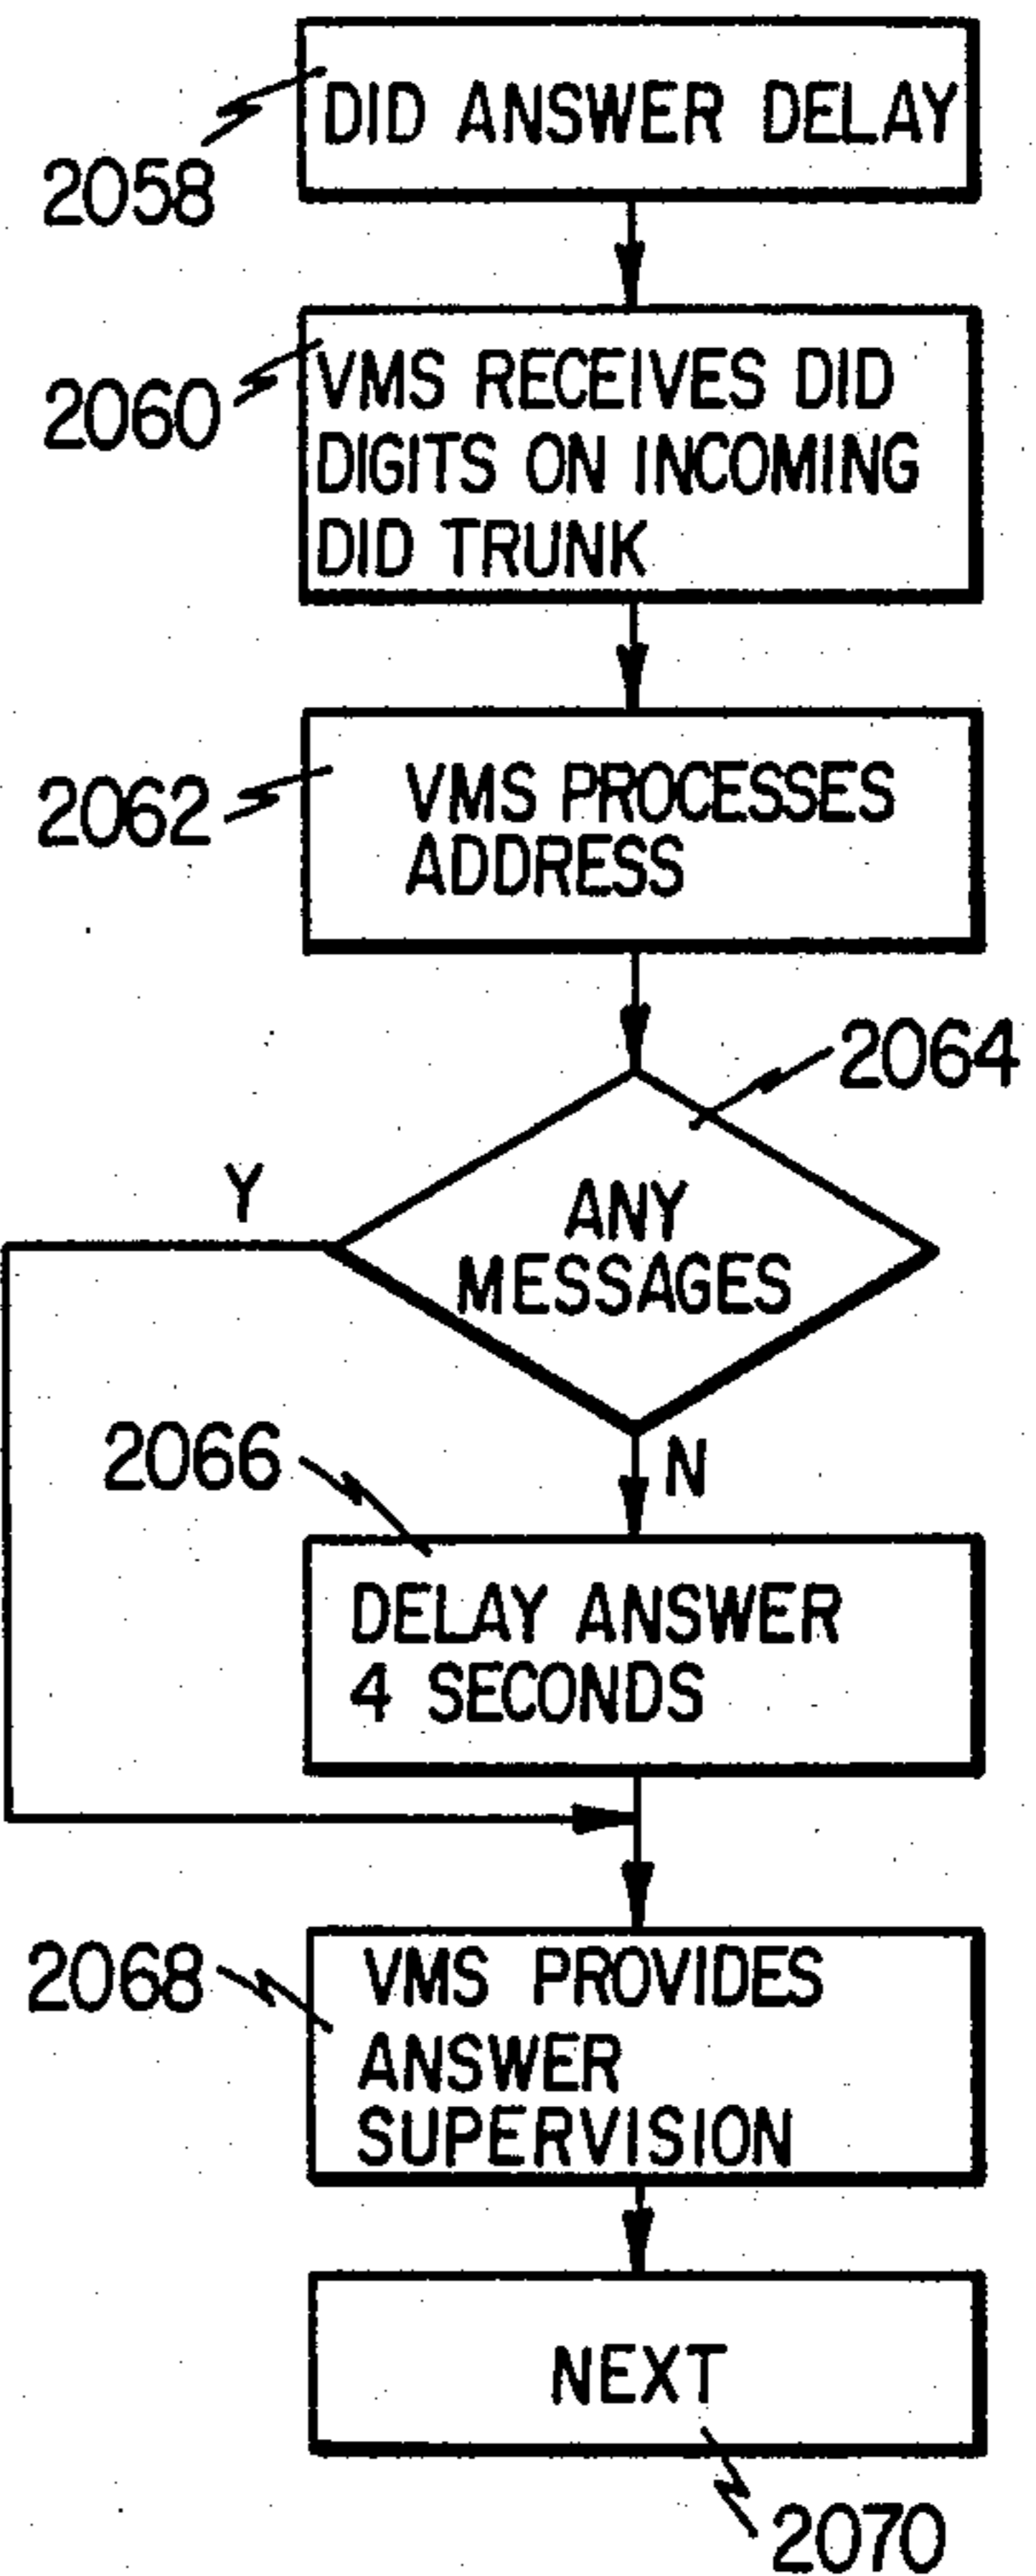 DID ANSWER DELAY
2058
VMS RECEIVES DID
2060
DIGITS ON INCOMING
DID TRUNK
VMS PROCESSES
2062
ADDRESS
2064
Y
ANY
MESSAGES
2066
N
DELAY ANSWER
4 SECONDS
2068
VMS PROVIDES
ANSWER
SUPERVISION
NEXT
2070